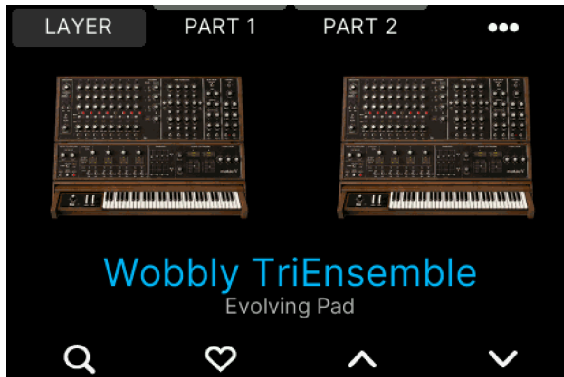 LAYER
PART 1
PART 2
Wobbly TriEnsemble
Evolving Pad